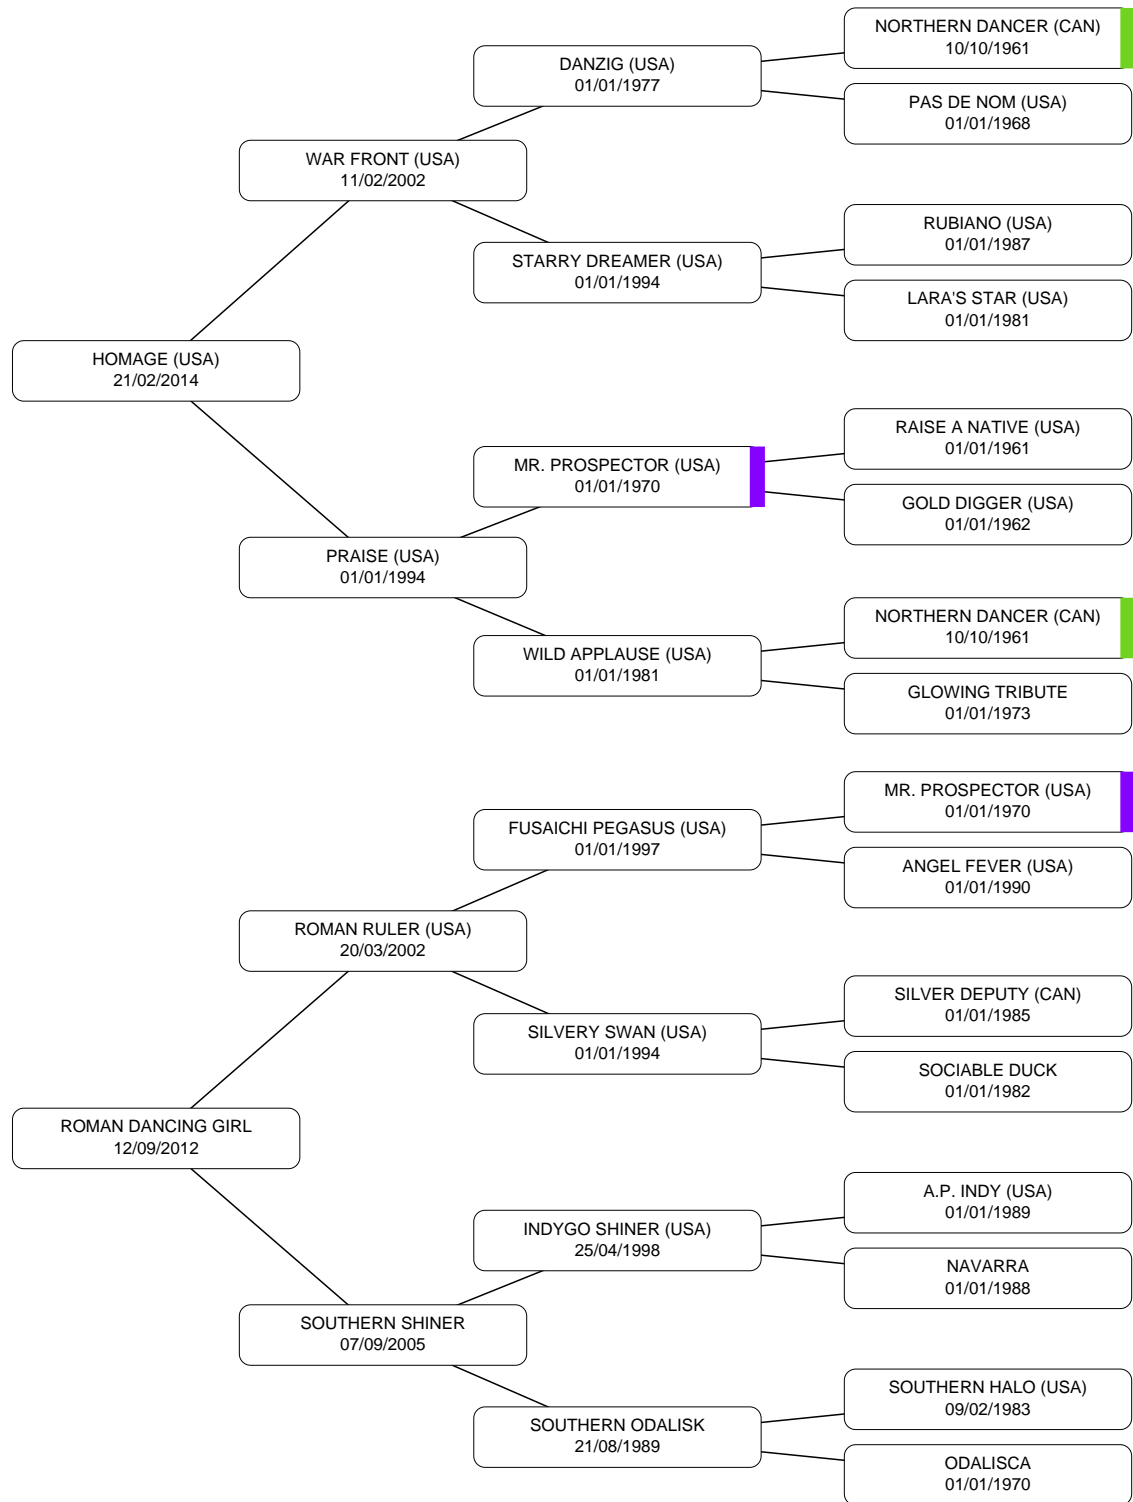 NORTHERN DANCER (CAN)
10/10/1961
DANZIG (USA)
01/01/1977
PAS DE NOM (USA)
01/01/1968
WAR FRONT (USA)
11/02/2002
RUBIANO (USA)
01/01/1987
STARRY DREAMER (USA)
01/01/1994
LARA'S STAR (USA)
01/01/1981
HOMAGE (USA)
21/02/2014
RAISE A NATIVE (USA)
01/01/1961
MR. PROSPECTOR (USA)
01/01/1970
GOLD DIGGER (USA)
01/01/1962
PRAISE (USA)
01/01/1994
NORTHERN DANCER (CAN)
10/10/1961
WILD APPLAUSE (USA)
01/01/1981
GLOWING TRIBUTE
01/01/1973
MR. PROSPECTOR (USA)
01/01/1970
FUSAICHI PEGASUS (USA)
01/01/1997
ANGEL FEVER (USA)
01/01/1990
ROMAN RULER (USA)
20/03/2002
SILVER DEPUTY (CAN)
01/01/1985
SILVERY SWAN (USA)
01/01/1994
SOCIABLE DUCK
01/01/1982
ROMAN DANCING GIRL
12/09/2012
A.P. INDY (USA)
01/01/1989
INDYGO SHINER (USA)
25/04/1998
NAVARRA
01/01/1988
SOUTHERN SHINER
07/09/2005
SOUTHERN HALO (USA)
09/02/1983
SOUTHERN ODALISK
21/08/1989
ODALISCA
01/01/1970